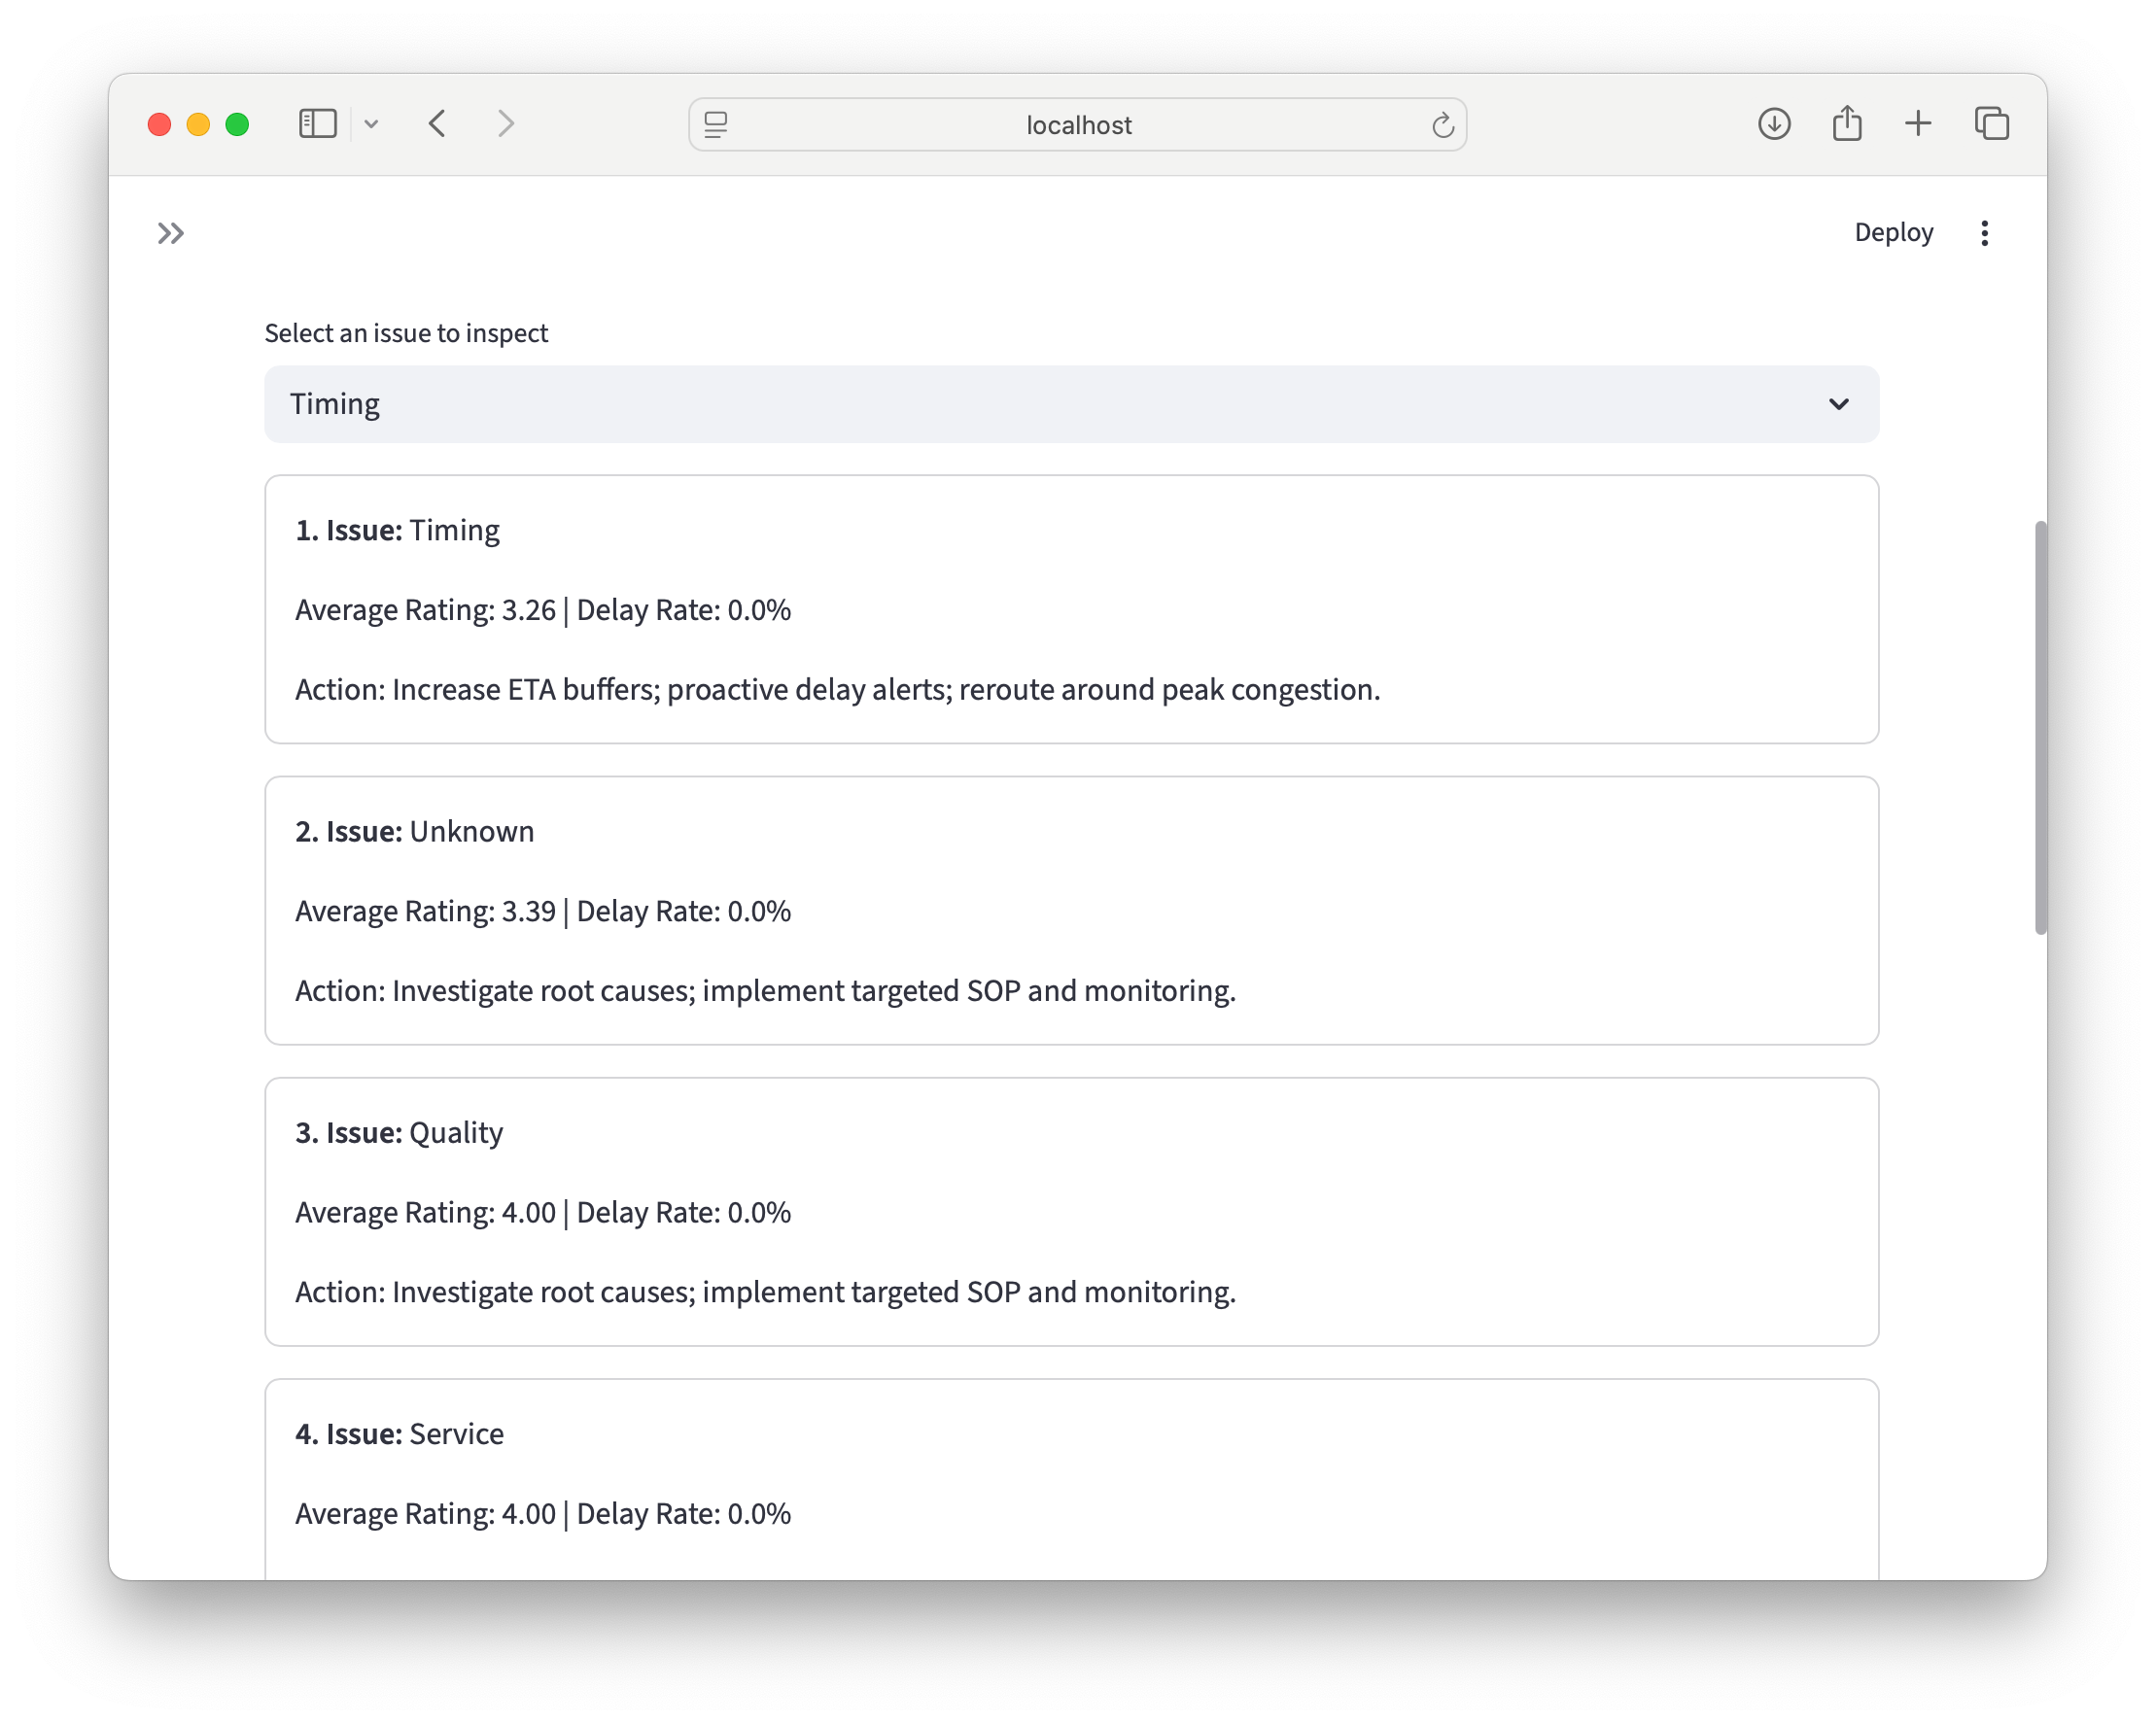 localhost
Deploy
Select an issue to inspect
Timing
1. Issue: Timing
Average Rating: 3.26 | Delay Rate: 0.0%
Action: Increase ETA buffers; proactive delay alerts; reroute around peak congestion.
2. Issue: Unknown
Average Rating: 3.39 | Delay Rate: 0.0%
Action: Investigate root causes; implement targeted SOP and monitoring.
3. Issue: Quality
Average Rating: 4.00 | Delay Rate: 0.0%
Action: Investigate root causes; implement targeted SOP and monitoring.
4. Issue: Service
Average Rating: 4.00 | Delay Rate: 0.0%